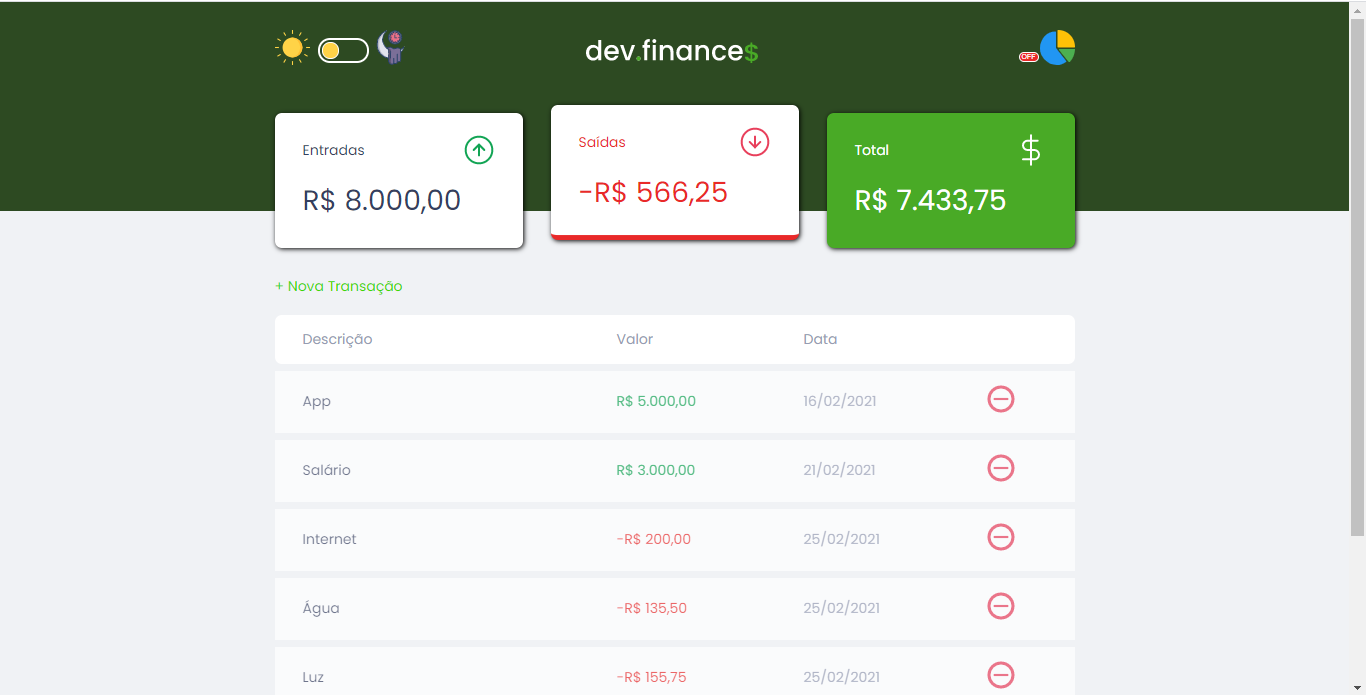 dev.finance$
OFF
Entradas
R$ 8.000,00
Saídas
-R$ 566,25
Total
$
R$ 7.433,75
+ Nova Transação
Descrição Valor Data
App R$ 5.000,00 16/02/2021
Salário R$ 3.000,00 21/02/2021
Internet -R$ 200,00 25/02/2021
Água -R$ 135,50 25/02/2021
Luz -R$ 155,75 25/02/2021